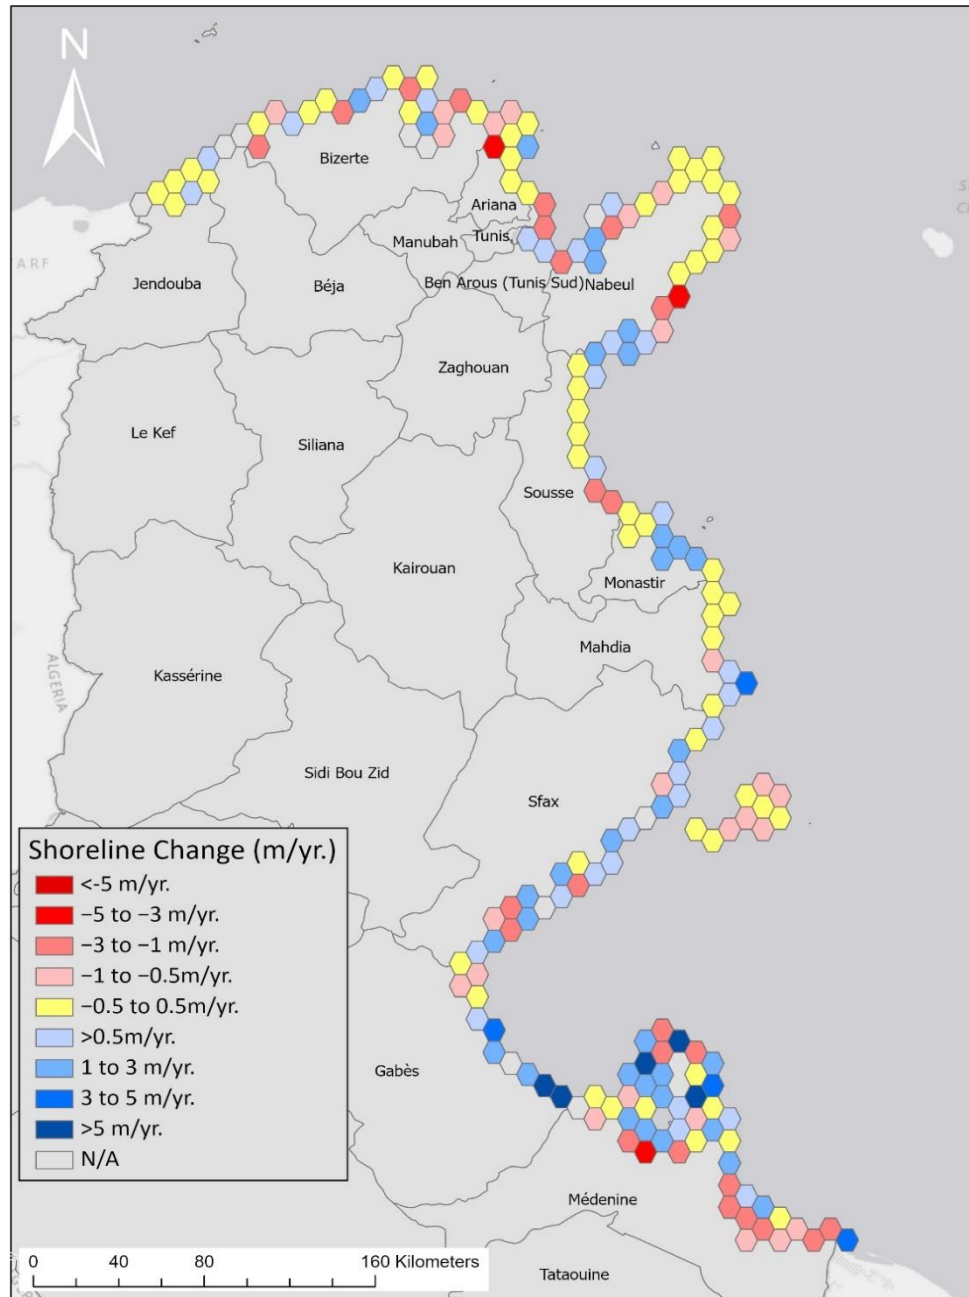 N
Bizerte
Ariana
Tunis
Manubah
ARF
Jendouba
Béja
Ben Arous (Tunis Sud)
Nabeul
Zaghouan
Le Kef
Siliana
Sousse
Kairouan
Monastir
Mahdia
Kassérine
ALGERIA
Sidi Bou Zid
Sfax
Shoreline Change (m/yr.)
<-5 m/yr.
−5 to −3 m/yr.
−3 to −1 m/yr.
−1 to −0.5m/yr.
−0.5 to 0.5m/yr.
>0.5m/yr.
1 to 3 m/yr.
3 to 5 m/yr.
>5 m/yr.
N/A
Gabès
Médenine
Tataouine
0 40 80 160 Kilometers